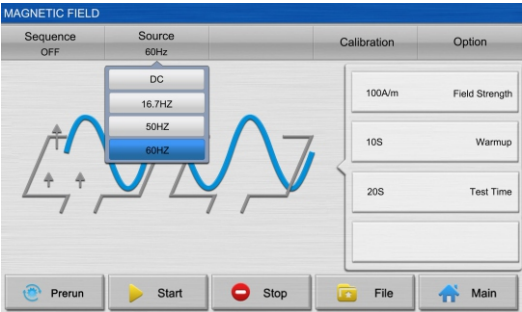 MAGNETIC FIELD
Sequence
OFF
Source
60Hz
Calibration
Option
DC
16.7HZ
50HZ
60HZ
100A/m Field Strength
10S Warmup
20S Test Time
Prerun
Start
Stop
File
Main